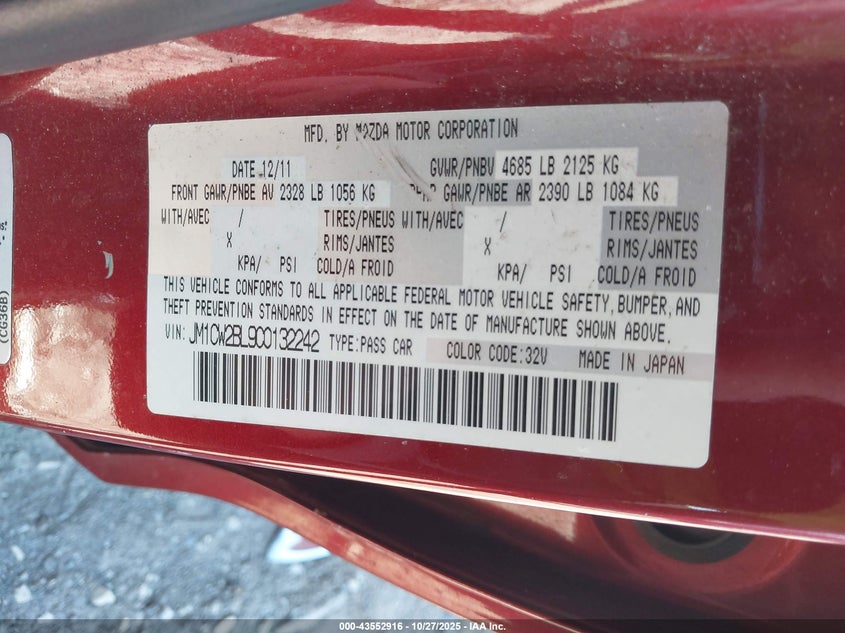 MFD. BY MAZDA MOTOR CORPORATION
DATE 12/11 GVWR/PNBV 4685 LB 2125 KG
FRONT GAWR/PNBE AV 2328 LB 1056 KG REAR GAWR/PNBE AR 2390 LB 1084 KG
WITH/AVEC / TIRES/PNEUS WITH/AVEC / TIRES/PNEUS
X RIMS/JANTES X RIMS/JANTES
KPA/ PSI COLD/A FROID KPA/ PSI COLD/A FROID
THIS VEHICLE CONFORMS TO ALL APPLICABLE FEDERAL MOTOR VEHICLE SAFETY, BUMPER, AND
THEFT PREVENTION STANDARDS IN EFFECT ON THE DATE OF MANUFACTURE SHOWN ABOVE.
VIN: JM1CW2BL9C0132242 TYPE:PASS CAR COLOR CODE:32V MADE IN JAPAN
(CG36B)
000-43552916 - 10/27/2025 - IAA Inc.